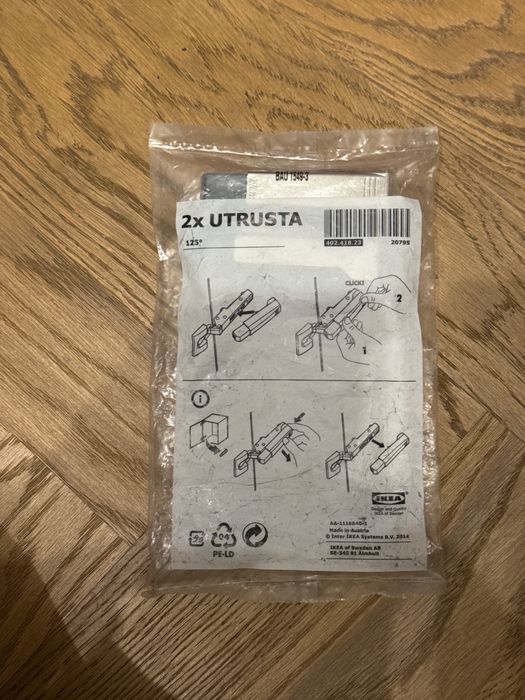 BAU 1549-3
2x UTRUSTA
125°
402.418.23
20795
CLICK!
2
1
i
IKEA
Design and Quality
IKEA of Sweden
AA-1116840-1
Made in Austria
© Inter IKEA Systems B.V. 2014
04
PE-LD
IKEA of Sweden AB
SE-343 81 Älmhult